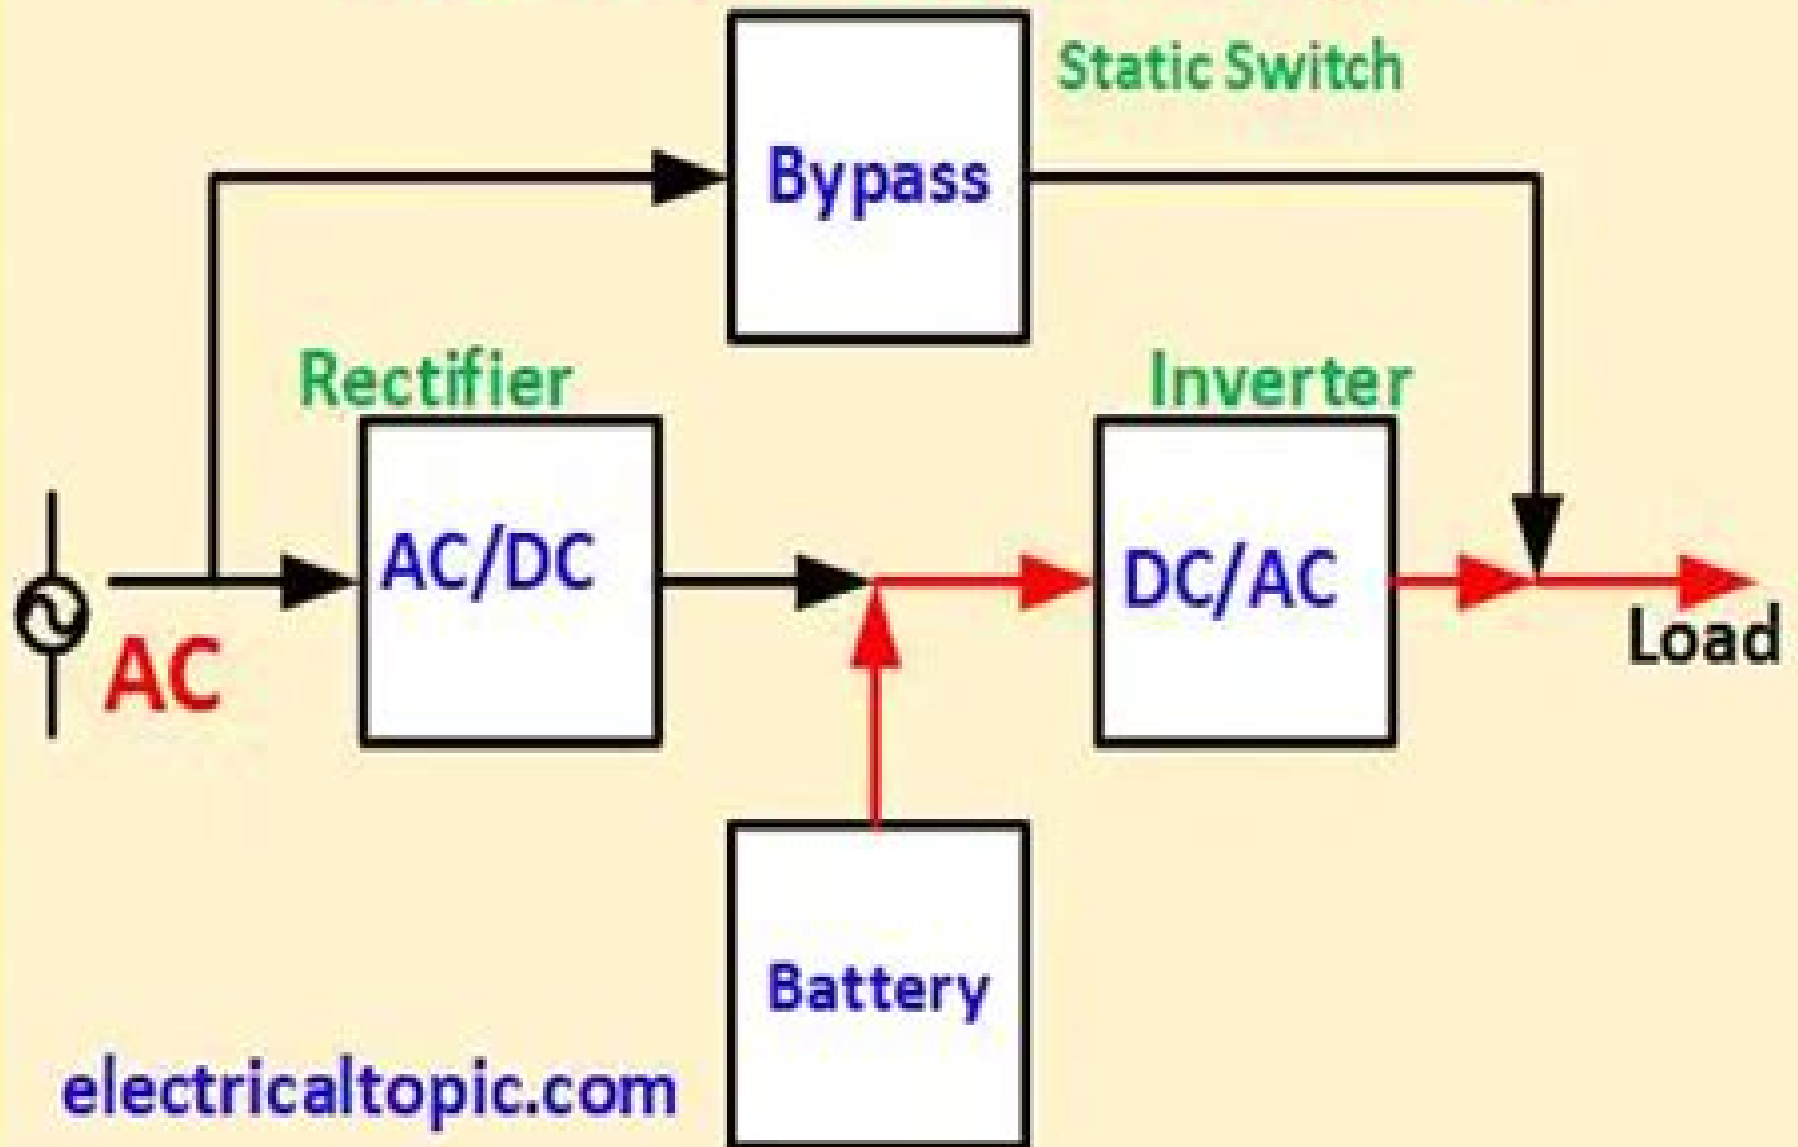 Static Switch
Bypass
Rectifier
Inverter
AC/DC
DC/AC
AC
Load
Battery
electricaltopic.com